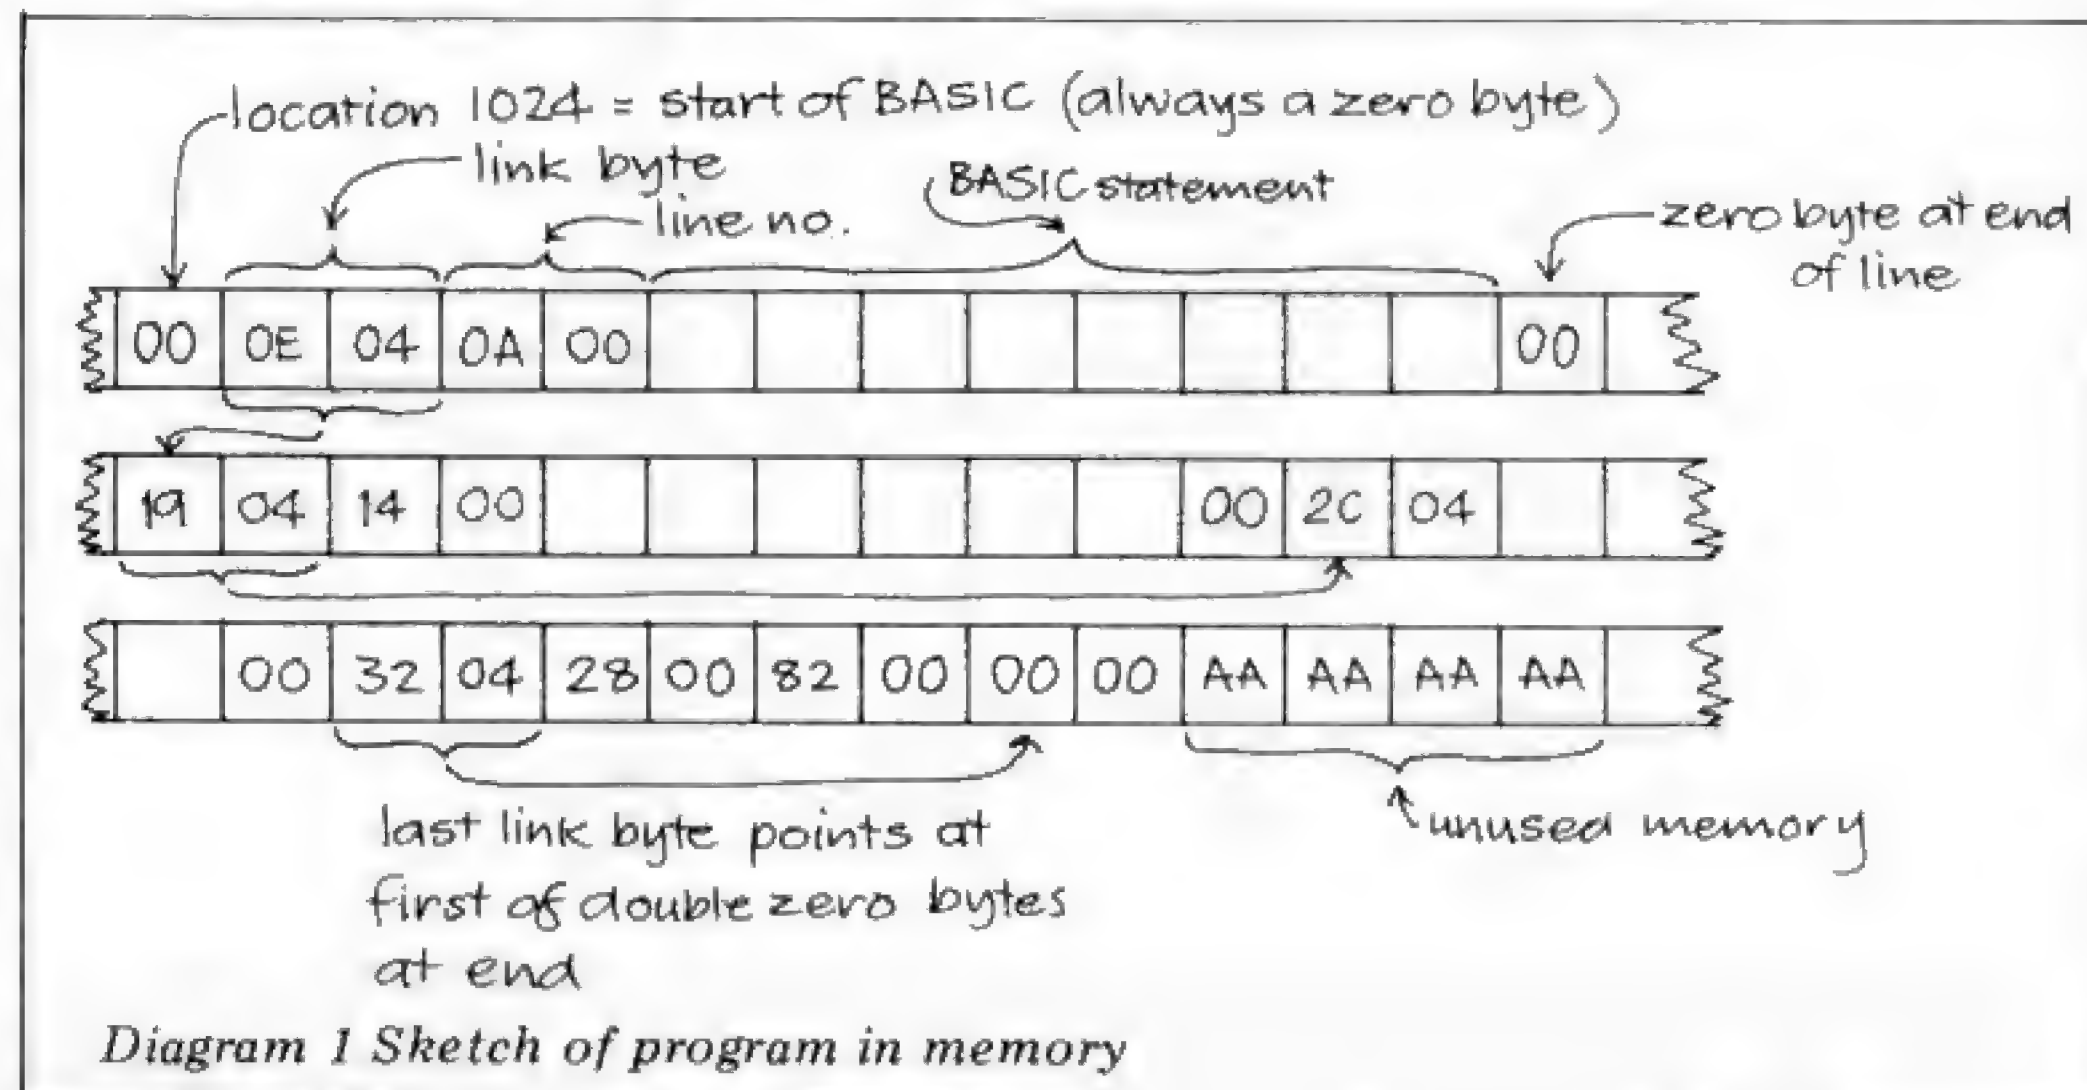 location 1024 = start of BASIC (always a zero byte)
link byte
BASIC statement
line no.
zero byte at end
of line
00 0E 04 0A 00 00
19 04 14 00 00 2C 04
00 32 04 28 00 82 00 00 00 AA AA AA AA
last link byte points at
first of double zero bytes
at end
unused memory
Diagram 1 Sketch of program in memory